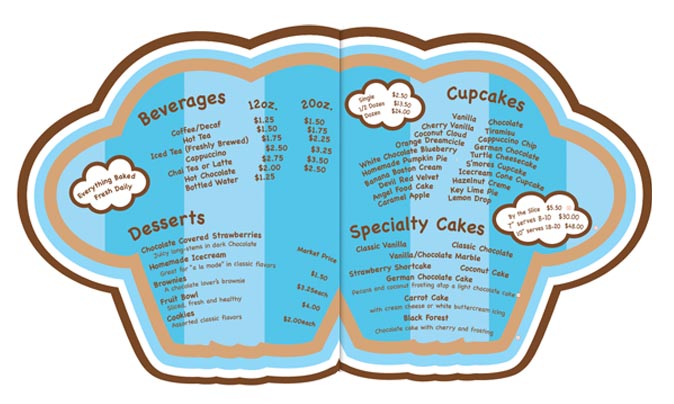 Beverages 12oz. 20oz.
Coffee/Decaf $1.25 $1.50
Hot Tea $1.50 $1.75
Iced Tea (Freshly Brewed) $1.75 $2.25
Cappuccino $2.50 $3.25
Chai Tea or Latte $2.75 $3.50
Hot Chocolate $2.00 $2.50
Bottled Water $1.25
Everything Baked
Fresh Daily
Desserts
Chocolate Covered Strawberries Market Price
Juicy long-stems in dark Chocolate
Homemade Icecream $1.50
Great for "a la mode" in classic flavors
Brownies $3.25each
A chocolate lover's brownie
Fruit Bowl $4.00
Sliced, fresh and healthy
Cookies $2.00each
Assorted classic flavors
Single $2.50
1/2 Dozen $13.50
Dozen $24.00
Cupcakes
Vanilla Chocolate
Cherry Vanilla Tiramisu
Coconut Cloud Cappuccino Chip
Orange Dreamcicle German Chocolate
White Chocolate Blueberry Turtle Cheesecake
Homemade Pumpkin Pie S'mores Cupcake
Banana Boston Cream Icecream Cone Cupcake
Devil Red Velvet Hazelnut Creme
Angel Food Cake Key Lime Pie
Caramel Apple Lemon Drop
By the Slice $5.50
7" serves 8-10 $30.00
10" serves 18-20 $48.00
Specialty Cakes
Classic Vanilla Classic Chocolate
Vanilla/Chocolate Marble
Strawberry Shortcake Coconut Cake
German Chocolate Cake
Pecans and coconut frosting atop a light chocolate cake
Carrot Cake
with cream cheese or white buttercream icing
Black Forest
Chocolate cake with cherry and frosting